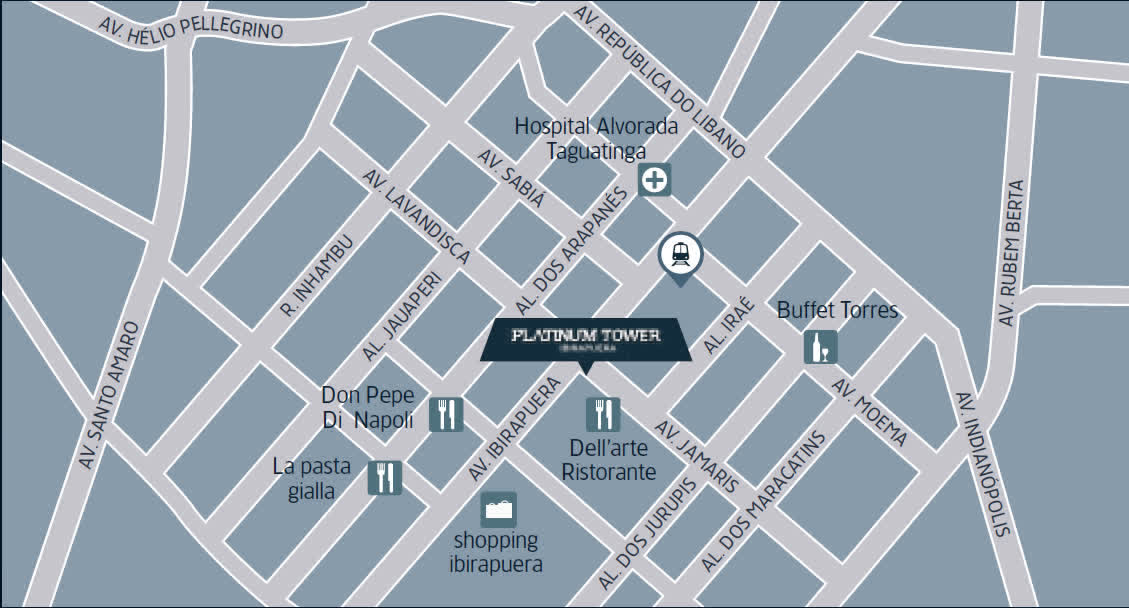 AV. HÉLIO PELLEGRINO
AV. REPÚBLICA DO LIBANO
Hospital Alvorada
Taguatinga
AV. SABIÁ
AV. LAVANDISCA
AL. DOS ARAPANÉS
AV. RUBEM BERTA
R. INHAMBU
AL. JAUAPERI
AL. IRAÉ
Buffet Torres
PLATINUM TOWER
IBIRAPUERA
AV. SANTO AMARO
Don Pepe
Di Napoli
AV. IBIRAPUERA
AV. MOEMA
AV. INDIANÓPOLIS
Dell'arte
Ristorante
AV. JAMARIS
La pasta
gialla
AL. DOS JURUPIS
AL. DOS MARACATINS
shopping
ibirapuera